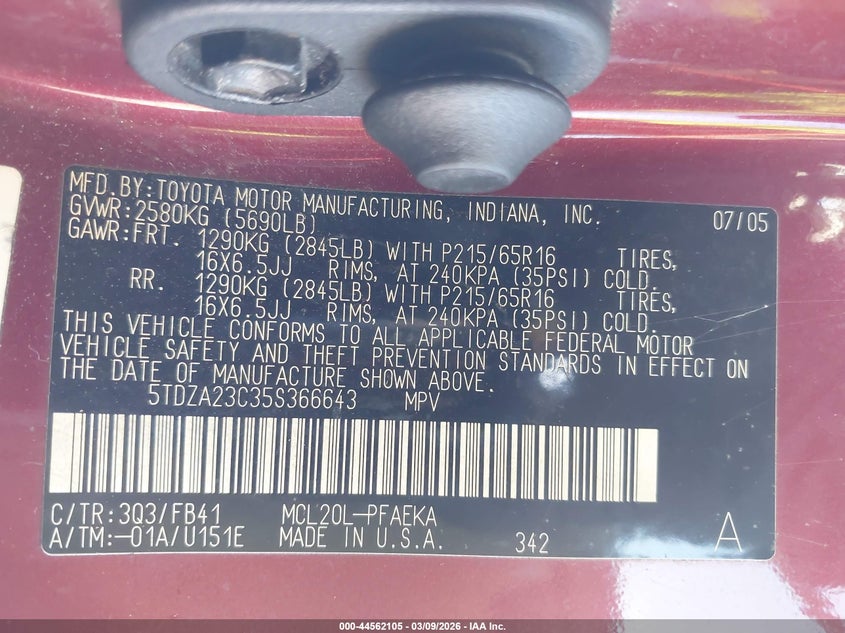 MFD.BY:TOYOTA MOTOR MANUFACTURING, INDIANA, INC. 07/05
GVWR:2580KG (5690LB)
GAWR:FRT. 1290KG (2845LB) WITH P215/65R16 TIRES,
16X6.5JJ RIMS, AT 240KPA (35PSI) COLD.
RR. 1290KG (2845LB) WITH P215/65R16 TIRES,
16X6.5JJ RIMS, AT 240KPA (35PSI) COLD.
THIS VEHICLE CONFORMS TO ALL APPLICABLE FEDERAL MOTOR
VEHICLE SAFETY AND THEFT PREVENTION STANDARDS IN EFFECT ON
THE DATE OF MANUFACTURE SHOWN ABOVE.
5TDZA23C35S366643 MPV
C/TR:3Q3/FB41 MCL20L-PFAEKA
A/TM:-01A/U151E MADE IN U.S.A. 342 A
000-44562105 - 03/09/2026 - IAA Inc.